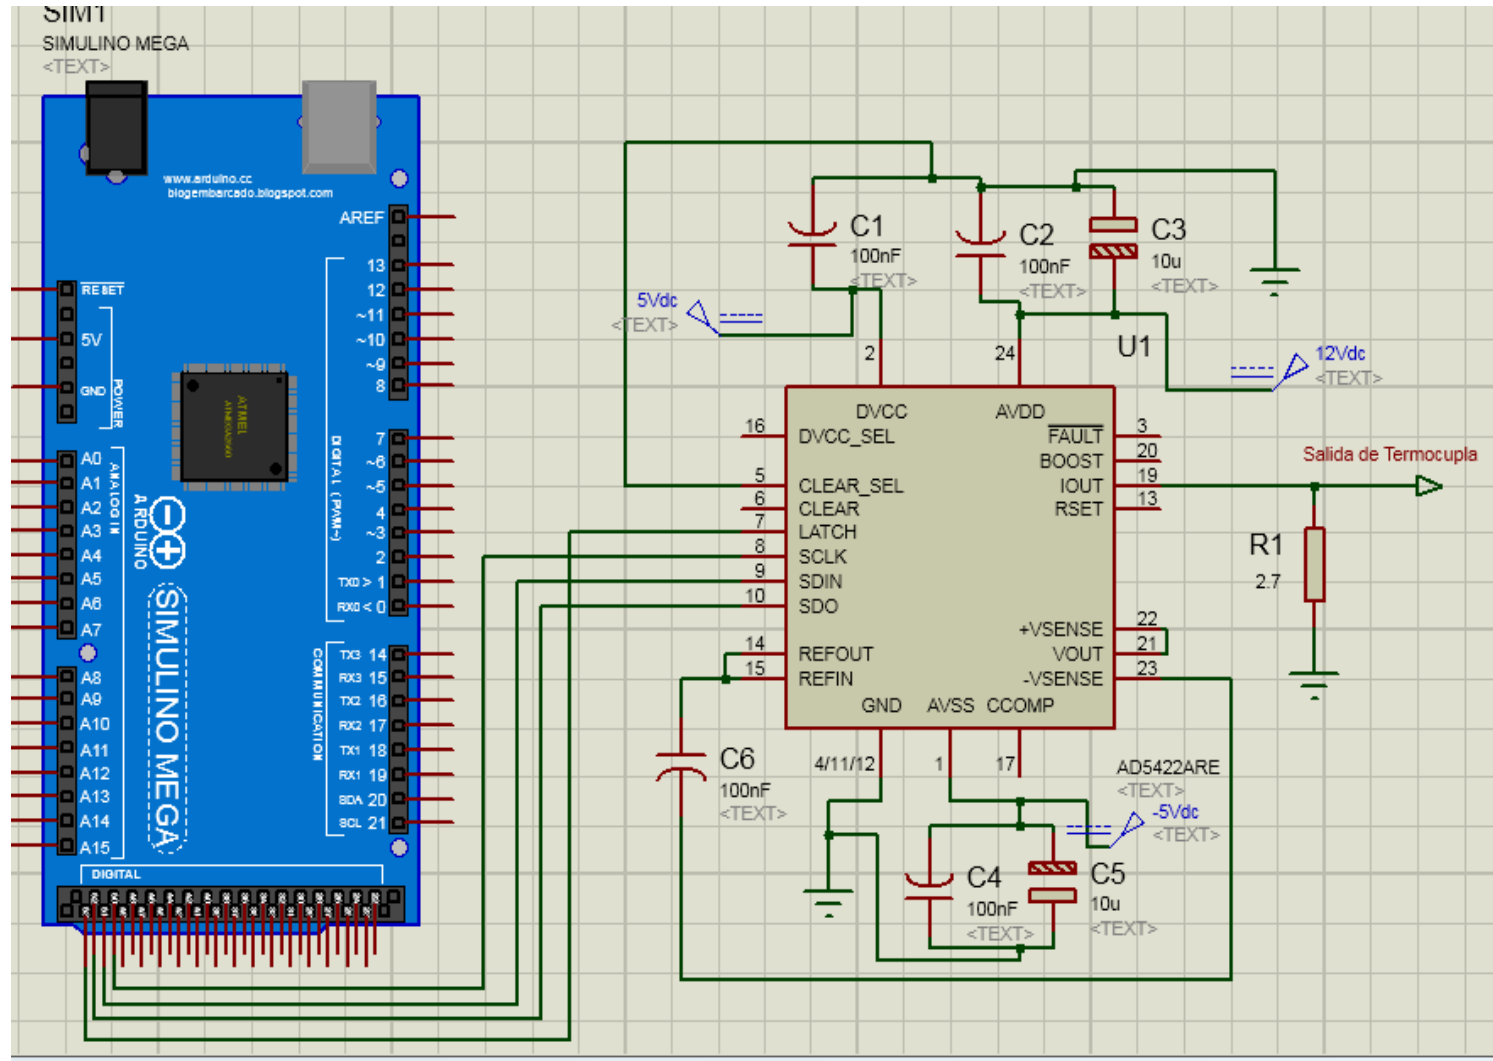 SIM1
SIMULINO MEGA
<TEXT>
www.arduino.cc
blogembarcado.blogspot.com
AREF
13
12
~11
~10
~9
8
7
~6
~5
4
~3
2
TX0 > 1
RX0 < 0
TX3 14
RX3 15
TX2 16
RX2 17
TX1 18
RX1 19
SDA 20
SCL 21
RESET
5V
GND
POWER
A0
A1
A2
A3
A4
A5
A6
A7
A8
A9
A10
A11
A12
A13
A14
A15
ANALOG IN
ARDUINO
SIMULINO MEGA
ATMEL
DIGITAL (PWM~)
COMMUNICATION
DIGITAL
C1
100nF
<TEXT>
C2
100nF
<TEXT>
C3
10u
<TEXT>
5Vdc
<TEXT>
12Vdc
<TEXT>
U1
2
24
DVCC
AVDD
16
DVCC_SEL
5
CLEAR_SEL
6
CLEAR
7
LATCH
8
SCLK
9
SDIN
10
SDO
14
REFOUT
15
REFIN
FAULT
3
BOOST
20
IOUT
19
RSET
13
+VSENSE
22
VOUT
21
-VSENSE
23
GND
AVSS
CCOMP
4/11/12
1
17
Salida de Termocupla
R1
2.7
AD5422ARE
<TEXT>
-5Vdc
<TEXT>
C6
100nF
<TEXT>
C4
100nF
<TEXT>
C5
10u
<TEXT>